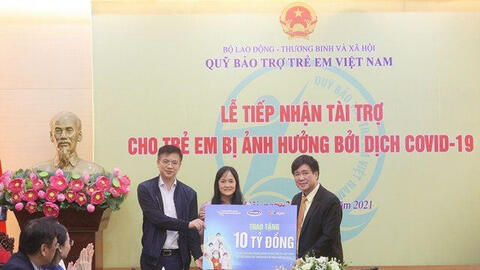 BỘ LAO ĐỘNG - THƯƠNG BINH VÀ XÃ HỘI
QUỸ BẢO TRỢ TRẺ EM VIỆT NAM
LỄ TIẾP NHẬN TÀI TRỢ
CHO TRẺ EM BỊ ẢNH HƯỞNG BỞI DỊCH COVID-19
2021
TRAO TẶNG
10 TỶ ĐỒNG